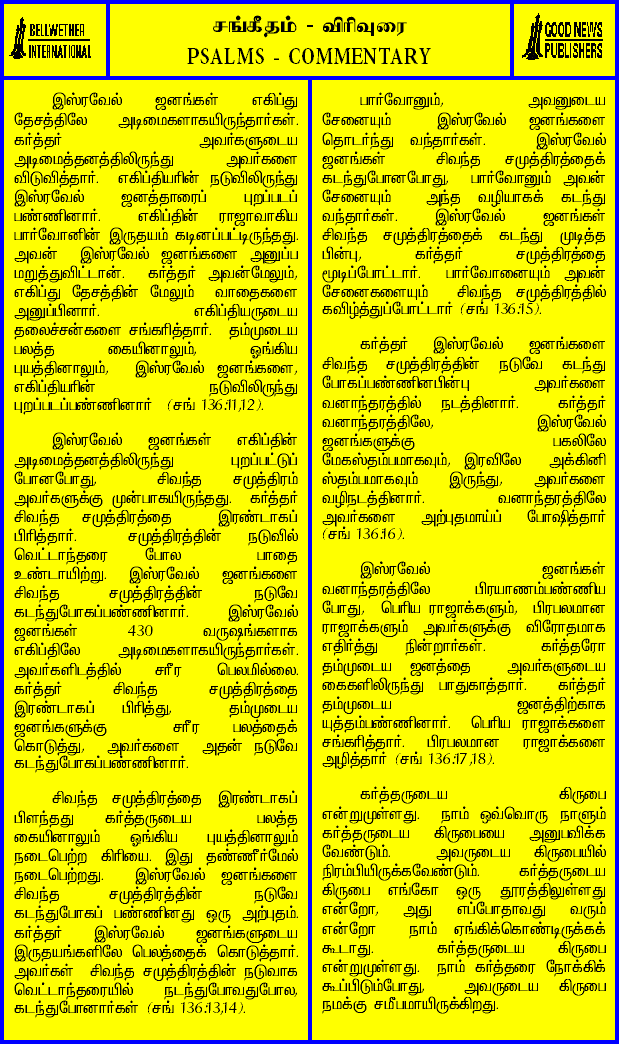 BELLWETHER
INTERNATIONAL
சங்கீதம் - விரிவுரை
PSALMS - COMMENTARY
GOOD NEWS
PUBLISHERS
இஸ்ரவேல் ஜனங்கள் எகிப்து
தேசத்திலே அடிமைகளாகயிருந்தார்கள்.
கர்த்தர் அவர்களுடைய
அடிமைத்தனத்திலிருந்து அவர்களை
விடுவித்தார். எகிப்தியரின் நடுவிலிருந்து
இஸ்ரவேல் ஜனத்தாரைப் புறப்படப்
பண்ணினார். எகிப்தின் ராஜாவாகிய
பார்வோனின் இருதயம் கடினப்பட்டிருந்தது.
அவன் இஸ்ரவேல் ஜனங்களை அனுப்ப
மறுத்துவிட்டான். கர்த்தர் அவன்மேலும்,
எகிப்து தேசத்தின் மேலும் வாதைகளை
அனுப்பினார். எகிப்தியருடைய
தலைச்சன்களை சங்கரித்தார். தம்முடைய
பலத்த கையினாலும், ஓங்கிய
புயத்தினாலும், இஸ்ரவேல் ஜனங்களை,
எகிப்தியரின் நடுவிலிருந்து
புறப்படப்பண்ணினார் (சங் 136:11,12).
இஸ்ரவேல் ஜனங்கள் எகிப்தின்
அடிமைத்தனத்திலிருந்து புறப்பட்டுப்
போனபோது, சிவந்த சமுத்திரம்
அவர்களுக்கு முன்பாகயிருந்தது. கர்த்தர்
சிவந்த சமுத்திரத்தை இரண்டாகப்
பிரித்தார். சமுத்திரத்தின் நடுவில்
வெட்டாந்தரை போல பாதை
உண்டாயிற்று. இஸ்ரவேல் ஜனங்களை
சிவந்த சமுத்திரத்தின் நடுவே
கடந்துபோகப்பண்ணினார். இஸ்ரவேல்
ஜனங்கள் 430 வருஷங்களாக
எகிப்திலே அடிமைகளாகயிருந்தார்கள்.
அவர்களிடத்தில் சரீர பெலமில்லை.
கர்த்தர் சிவந்த சமுத்திரத்தை
இரண்டாகப் பிரித்து, தம்முடைய
ஜனங்களுக்கு சரீர பலத்தைக்
கொடுத்து, அவர்களை அதன் நடுவே
கடந்துபோகப்பண்ணினார்.
சிவந்த சமுத்திரத்தை இரண்டாகப்
பிளந்தது கர்த்தருடைய பலத்த
கையினாலும் ஓங்கிய புயத்தினாலும்
நடைபெற்ற கிரியை. இது தண்ணீர்மேல்
நடைபெற்றது. இஸ்ரவேல் ஜனங்களை
சிவந்த சமுத்திரத்தின் நடுவே
கடந்துபோகப் பண்ணினது ஒரு அற்புதம்.
கர்த்தர் இஸ்ரவேல் ஜனங்களுடைய
இருதயங்களிலே பெலத்தைக் கொடுத்தார்.
அவர்கள் சிவந்த சமுத்திரத்தின் நடுவாக
வெட்டாந்தரையில் நடந்துபோவதுபோல,
கடந்துபோனார்கள் (சங் 136:13,14).
பார்வோனும், அவனுடைய
சேனையும் இஸ்ரவேல் ஜனங்களை
தொடர்ந்து வந்தார்கள். இஸ்ரவேல்
ஜனங்கள் சிவந்த சமுத்திரத்தைக்
கடந்துபோனபோது, பார்வோனும் அவன்
சேனையும் அந்த வழியாகக் கடந்து
வந்தார்கள். இஸ்ரவேல் ஜனங்கள்
சிவந்த சமுத்திரத்தைக் கடந்து முடித்த
பின்பு, கர்த்தர் சமுத்திரத்தை
மூடிப்போட்டார். பார்வோனையும் அவன்
சேனைகளையும் சிவந்த சமுத்திரத்தில்
கவிழ்த்துப்போட்டார் (சங் 136:15).
கர்த்தர் இஸ்ரவேல் ஜனங்களை
சிவந்த சமுத்திரத்தின் நடுவே கடந்து
போகப்பண்ணினபின்பு அவர்களை
வனாந்தரத்தில் நடத்தினார். கர்த்தர்
வனாந்தரத்திலே, இஸ்ரவேல்
ஜனங்களுக்கு பகலிலே
மேகஸ்தம்பமாகவும், இரவிலே அக்கினி
ஸ்தம்பமாகவும் இருந்து, அவர்களை
வழிநடத்தினார். வனாந்தரத்திலே
அவர்களை அற்புதமாய்ப் போஷித்தார்
(சங் 136:16).
இஸ்ரவேல் ஜனங்கள்
வனாந்தரத்திலே பிரயாணம்பண்ணிய
போது, பெரிய ராஜாக்களும், பிரபலமான
ராஜாக்களும் அவர்களுக்கு விரோதமாக
எதிர்த்து நின்றார்கள். கர்த்தரோ
தம்முடைய ஜனத்தை அவர்களுடைய
கைகளிலிருந்து பாதுகாத்தார். கர்த்தர்
தம்முடைய ஜனத்திற்காக
யுத்தம்பண்ணினார். பெரிய ராஜாக்களை
சங்கரித்தார். பிரபலமான ராஜாக்களை
அழித்தார் (சங் 136:17,18).
கர்த்தருடைய கிருபை
என்றுமுள்ளது. நாம் ஒவ்வொரு நாளும்
கர்த்தருடைய கிருபையை அனுபவிக்க
வேண்டும். அவருடைய கிருபையில்
நிரம்பியிருக்கவேண்டும். கர்த்தருடைய
கிருபை எங்கோ ஒரு தூரத்திலுள்ளது
என்றோ, அது எப்போதாவது வரும்
என்றோ நாம் ஏங்கிக்கொண்டிருக்கக்
கூடாது. கர்த்தருடைய கிருபை
என்றுமுள்ளது. நாம் கர்த்தரை நோக்கிக்
கூப்பிடும்போது, அவருடைய கிருபை
நமக்கு சமீபமாயிருக்கிறது.